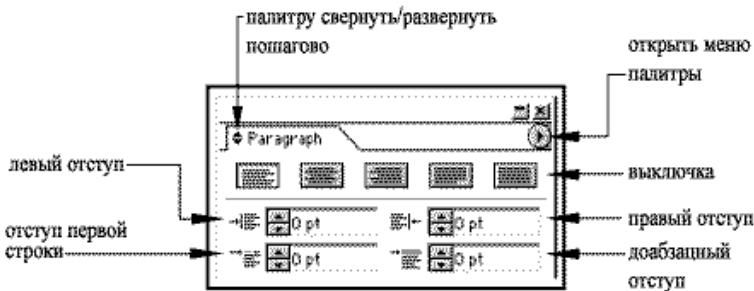 палитру свернуть/развернуть
пошагово
открыть меню
палитры
Paragraph
левый отступ
выключка
0 pt
0 pt
правый отступ
отступ первой
строки
0 pt
0 pt
доабзацный
отступ